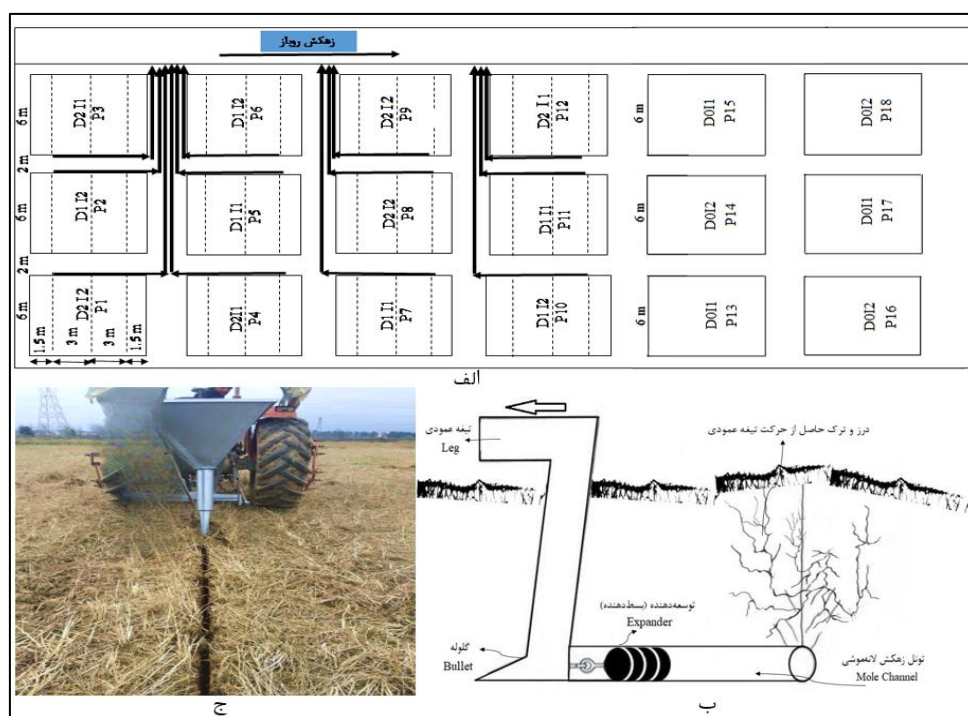 زهکش روباز
6 m
D2 I1
P3
D1 I2
P6
D2 I2
P9
D2 I1
P12
6 m
D0I1
P15
D0I2
P18
2 m
6 m
D1 I2
P2
D1 I1
P5
D2 I2
P8
D1 I1
P11
6 m
D0I2
P14
D0I1
P17
2 m
6 m
D2 I2
P1
D2I1
P4
D1 I1
P7
D1 I2
P10
6 m
D0I1
P13
D0I2
P16
1.5 m
3 m
3 m
1.5 m
الف
تیغه عمودی
Leg
درز و ترک حاصل از حرکت تیغه عمودی
توسعه‌دهنده (بسط‌دهنده)
Expander
گلوله
Bullet
تونل زهکش لانه‌موشی
Mole Channel
ج
ب